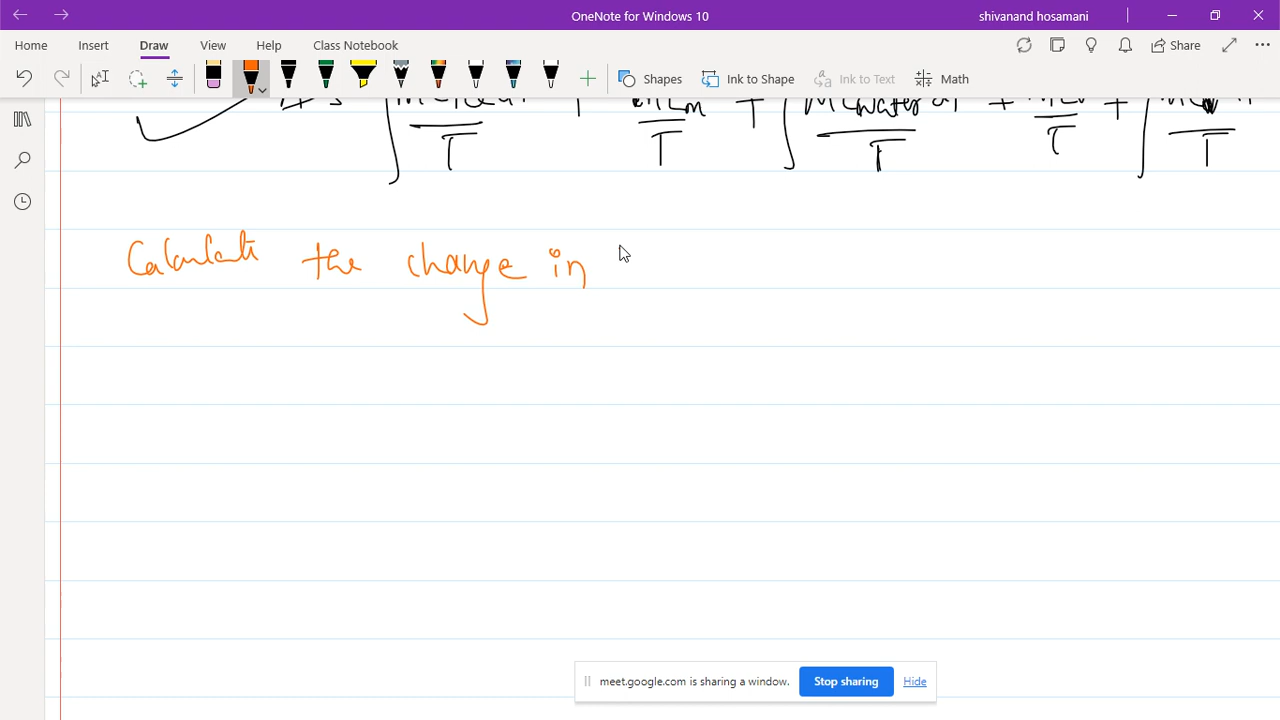 OneNote for Windows 10
shivanand hosamani
Home Insert Draw View Help Class Notebook
Share
Shapes Ink to Shape Ink to Text Math
T T T T T
Calculate the change in
meet.google.com is sharing a window. Stop sharing Hide